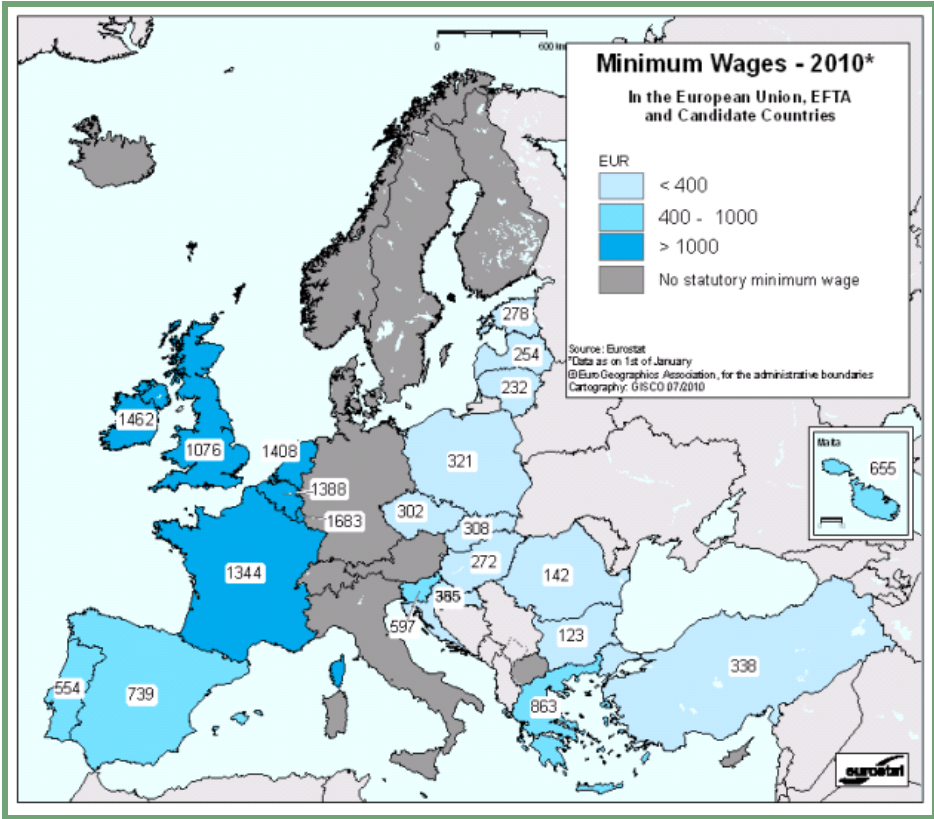 0 600 km
Minimum Wages - 2010*
In the European Union, EFTA
and Candidate Countries
EUR
< 400
400 - 1000
> 1000
No statutory minimum wage
Source: Eurostat
*Data as on 1st of January
© EuroGeographics Association, for the administrative boundaries
Cartography: GISCO 07/2010
278
254
232
1462
1076
1408
1388
1683
321
302
308
272
1344
142
385
597
123
338
554
739
863
Malta
655
eurostat